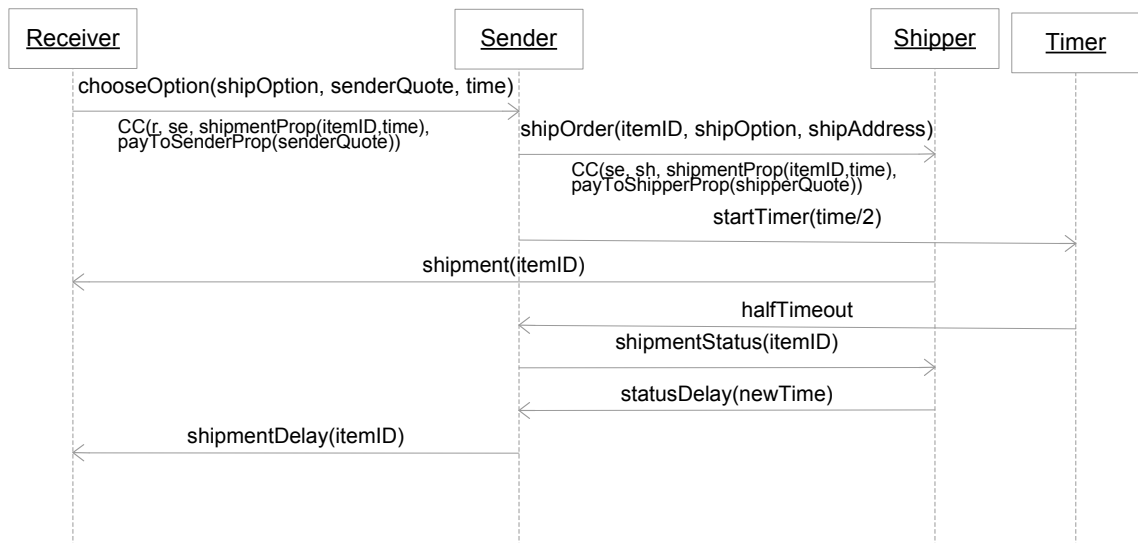 Receiver
Sender
Shipper
Timer
chooseOption(shipOption, senderQuote, time)
CC(r, se, shipmentProp(itemID,time),
payToSenderProp(senderQuote))
shipOrder(itemID, shipOption, shipAddress)
CC(se, sh, shipmentProp(itemID,time),
payToShipperProp(shipperQuote))
startTimer(time/2)
shipment(itemID)
halfTimeout
shipmentStatus(itemID)
statusDelay(newTime)
shipmentDelay(itemID)